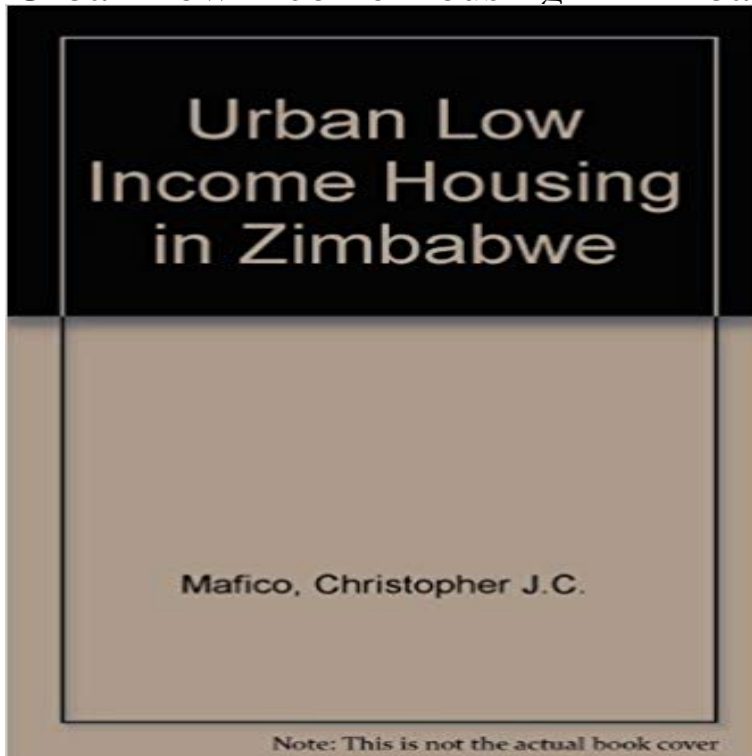 Urban Low
Income Housing
in Zimbabwe
Mafico, Christopher J.C.
Note: This is not the actual book cover